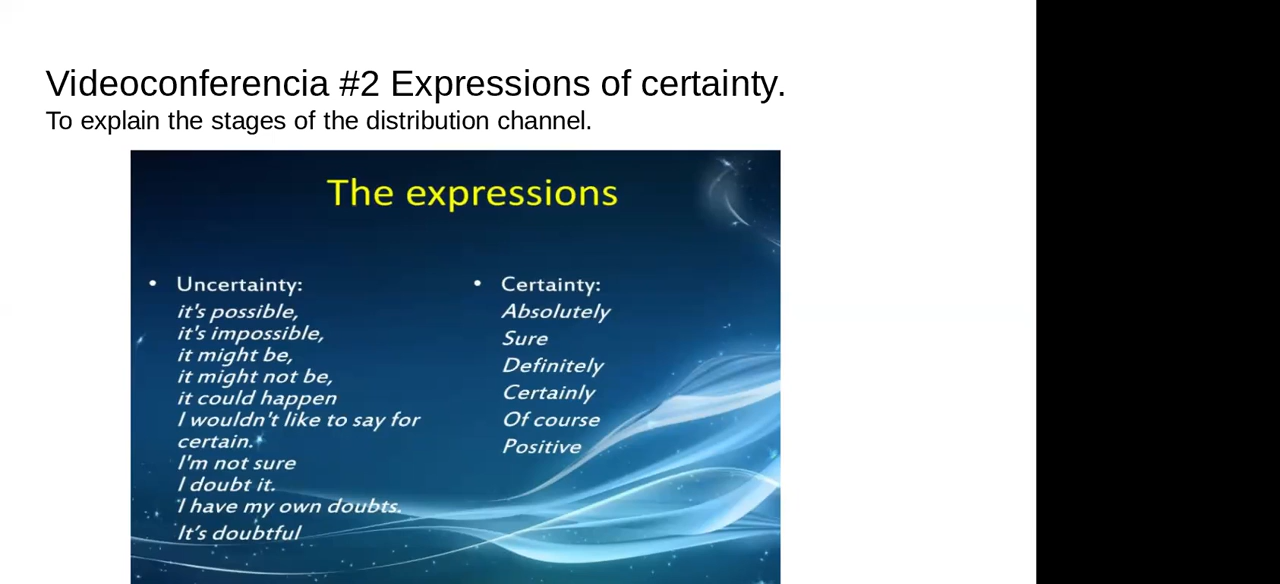 Videoconferencia #2 Expressions of certainty.
To explain the stages of the distribution channel.
The expressions
• Uncertainty:
it's possible,
it's impossible,
it might be,
it might not be,
it could happen
I wouldn't like to say for
certain.
I'm not sure
I doubt it.
I have my own doubts.
It's doubtful
• Certainty:
Absolutely
Sure
Definitely
Certainly
Of course
Positive